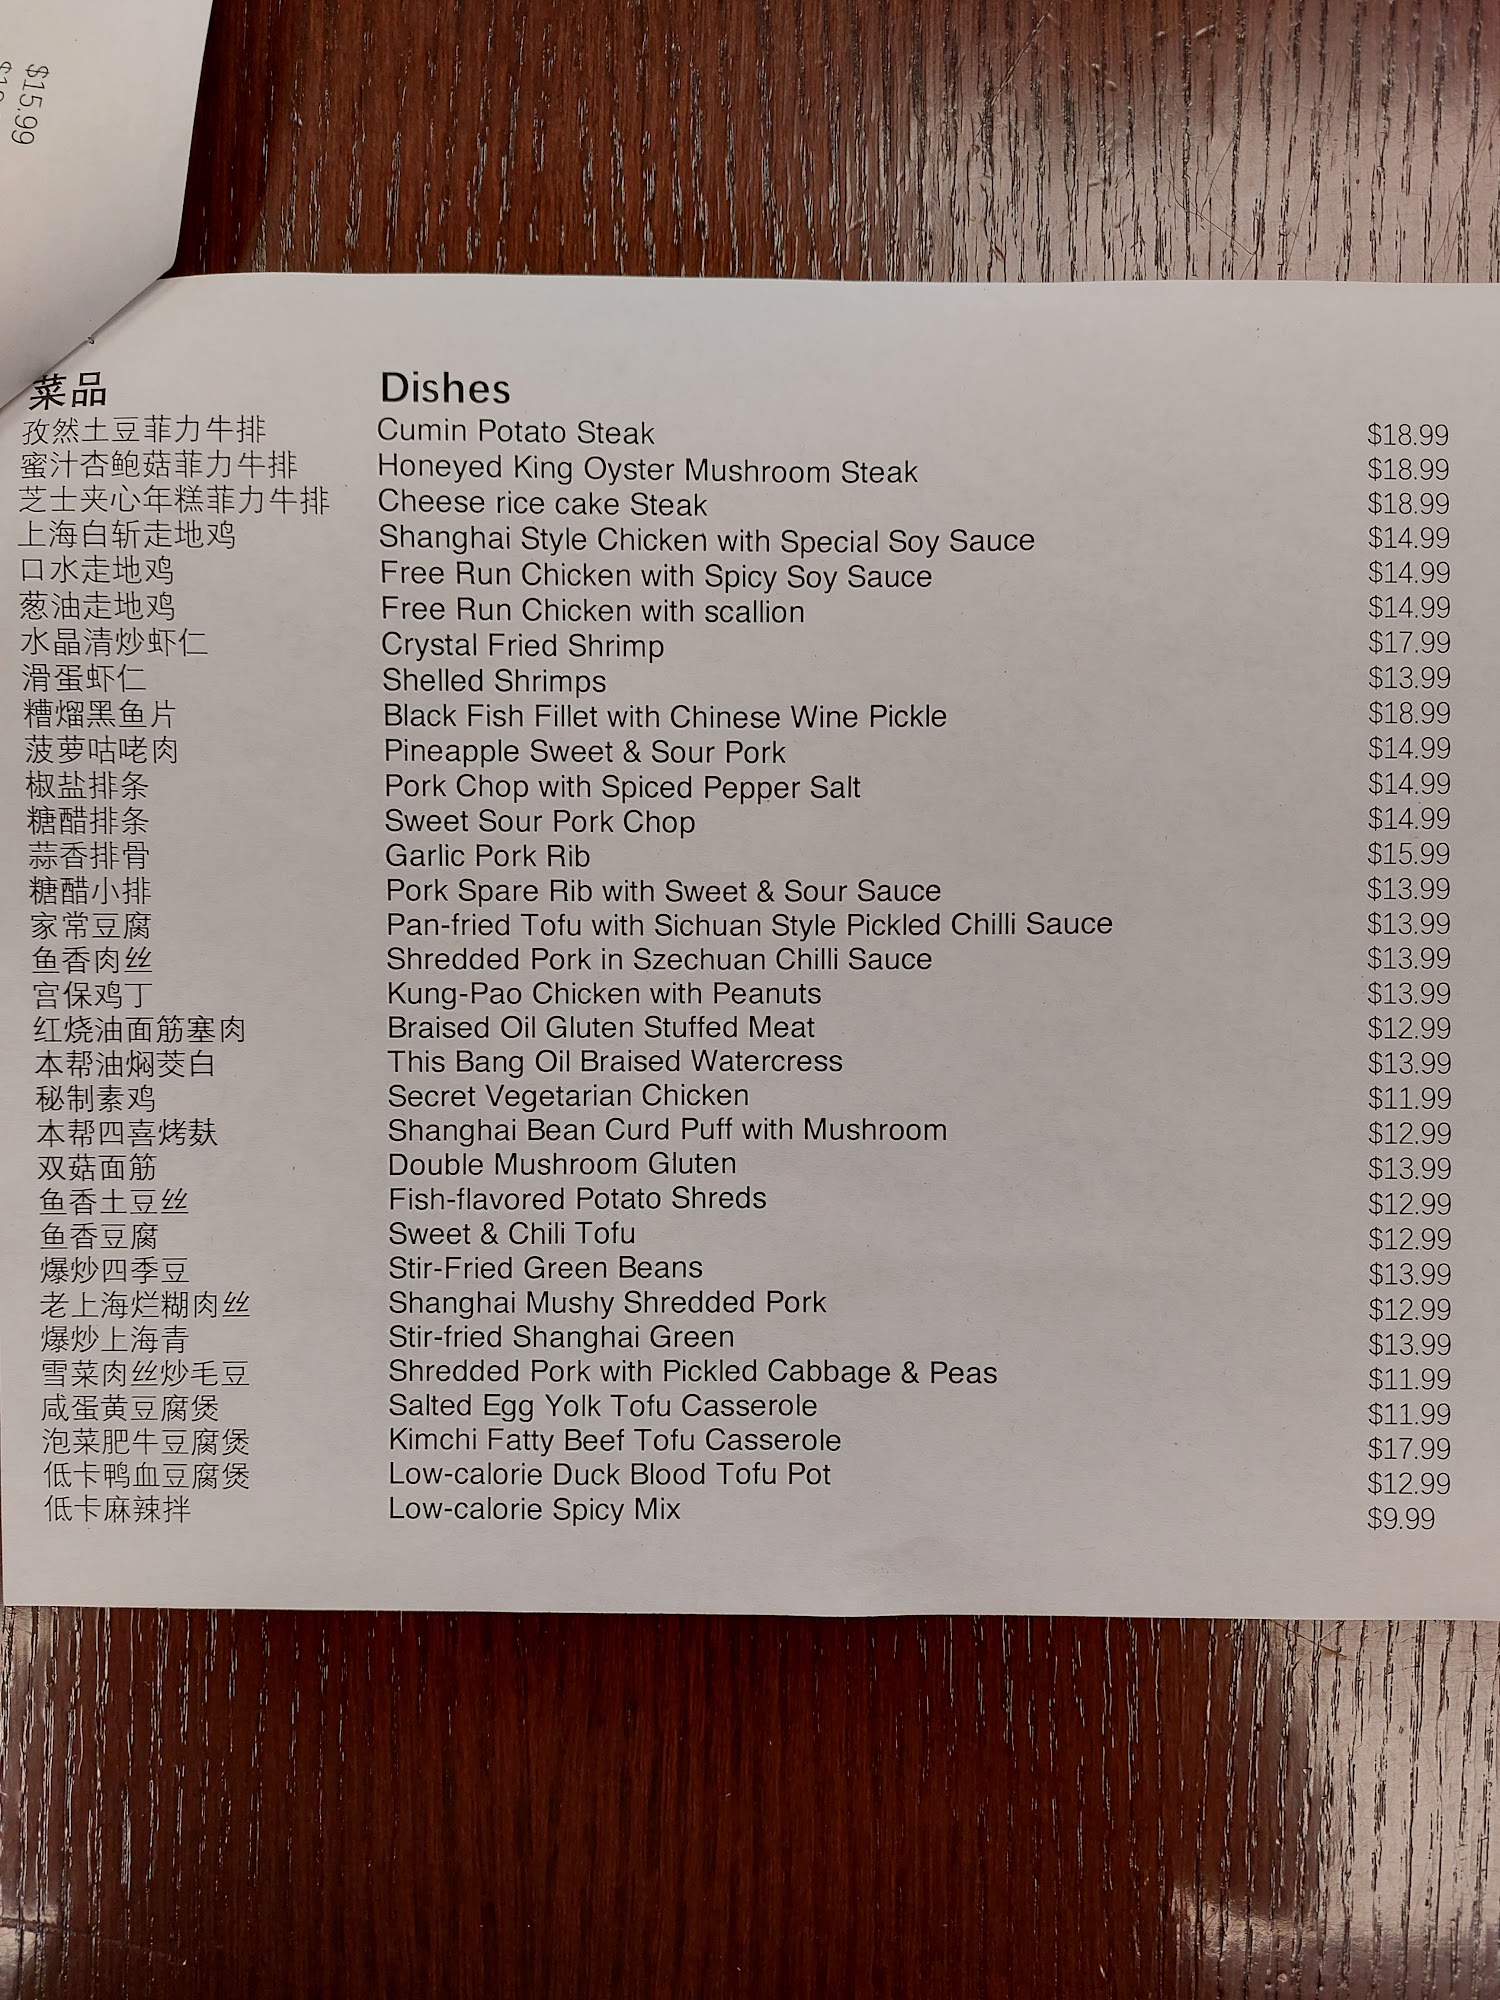 $15.99
菜品 Dishes
孜然土豆菲力牛排 Cumin Potato Steak $18.99
蜜汁杏鲍菇菲力牛排 Honeyed King Oyster Mushroom Steak $18.99
芝士夹心年糕菲力牛排 Cheese rice cake Steak $18.99
上海白斩走地鸡 Shanghai Style Chicken with Special Soy Sauce $14.99
口水走地鸡 Free Run Chicken with Spicy Soy Sauce $14.99
葱油走地鸡 Free Run Chicken with scallion $14.99
水晶清炒虾仁 Crystal Fried Shrimp $17.99
滑蛋虾仁 Shelled Shrimps $13.99
糟熘黑鱼片 Black Fish Fillet with Chinese Wine Pickle $18.99
菠萝咕咾肉 Pineapple Sweet & Sour Pork $14.99
椒盐排条 Pork Chop with Spiced Pepper Salt $14.99
糖醋排条 Sweet Sour Pork Chop $14.99
蒜香排骨 Garlic Pork Rib $15.99
糖醋小排 Pork Spare Rib with Sweet & Sour Sauce $13.99
家常豆腐 Pan-fried Tofu with Sichuan Style Pickled Chilli Sauce $13.99
鱼香肉丝 Shredded Pork in Szechuan Chilli Sauce $13.99
宫保鸡丁 Kung-Pao Chicken with Peanuts $13.99
红烧油面筋塞肉 Braised Oil Gluten Stuffed Meat $12.99
本帮油焖茭白 This Bang Oil Braised Watercress $13.99
秘制素鸡 Secret Vegetarian Chicken $11.99
本帮四喜烤麸 Shanghai Bean Curd Puff with Mushroom $12.99
双菇面筋 Double Mushroom Gluten $13.99
鱼香土豆丝 Fish-flavored Potato Shreds $12.99
鱼香豆腐 Sweet & Chili Tofu $12.99
爆炒四季豆 Stir-Fried Green Beans $13.99
老上海烂糊肉丝 Shanghai Mushy Shredded Pork $12.99
爆炒上海青 Stir-fried Shanghai Green $13.99
雪菜肉丝炒毛豆 Shredded Pork with Pickled Cabbage & Peas $11.99
咸蛋黄豆腐煲 Salted Egg Yolk Tofu Casserole $11.99
泡菜肥牛豆腐煲 Kimchi Fatty Beef Tofu Casserole $17.99
低卡鸭血豆腐煲 Low-calorie Duck Blood Tofu Pot $12.99
低卡麻辣拌 Low-calorie Spicy Mix $9.99